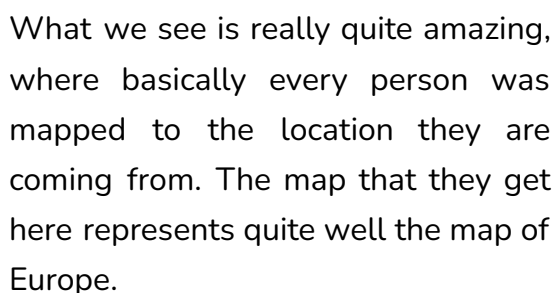 What we see is really quite amazing,
where basically every person was
mapped to the location they are
coming from. The map that they get
here represents quite well the map of
Europe.